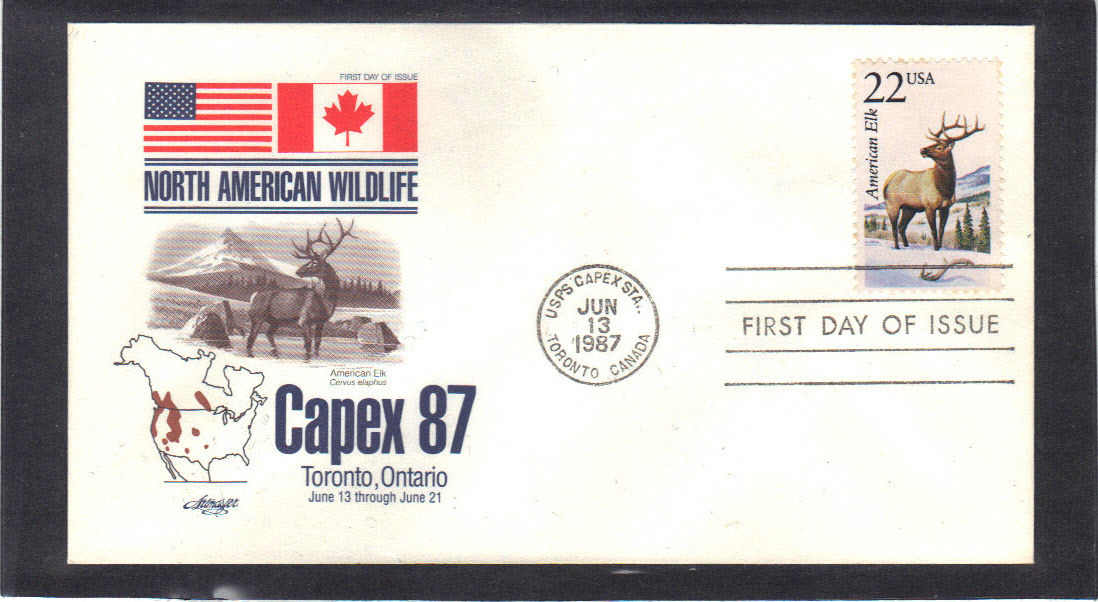 FIRST DAY OF ISSUE
NORTH AMERICAN WILDLIFE
American Elk
Cervus elaphus
Capex 87
Toronto, Ontario
June 13 through June 21
Artmaster
USPS CAPEX STA.
JUN
13
1987
TORONTO CANADA
22 USA
American Elk
FIRST DAY OF ISSUE